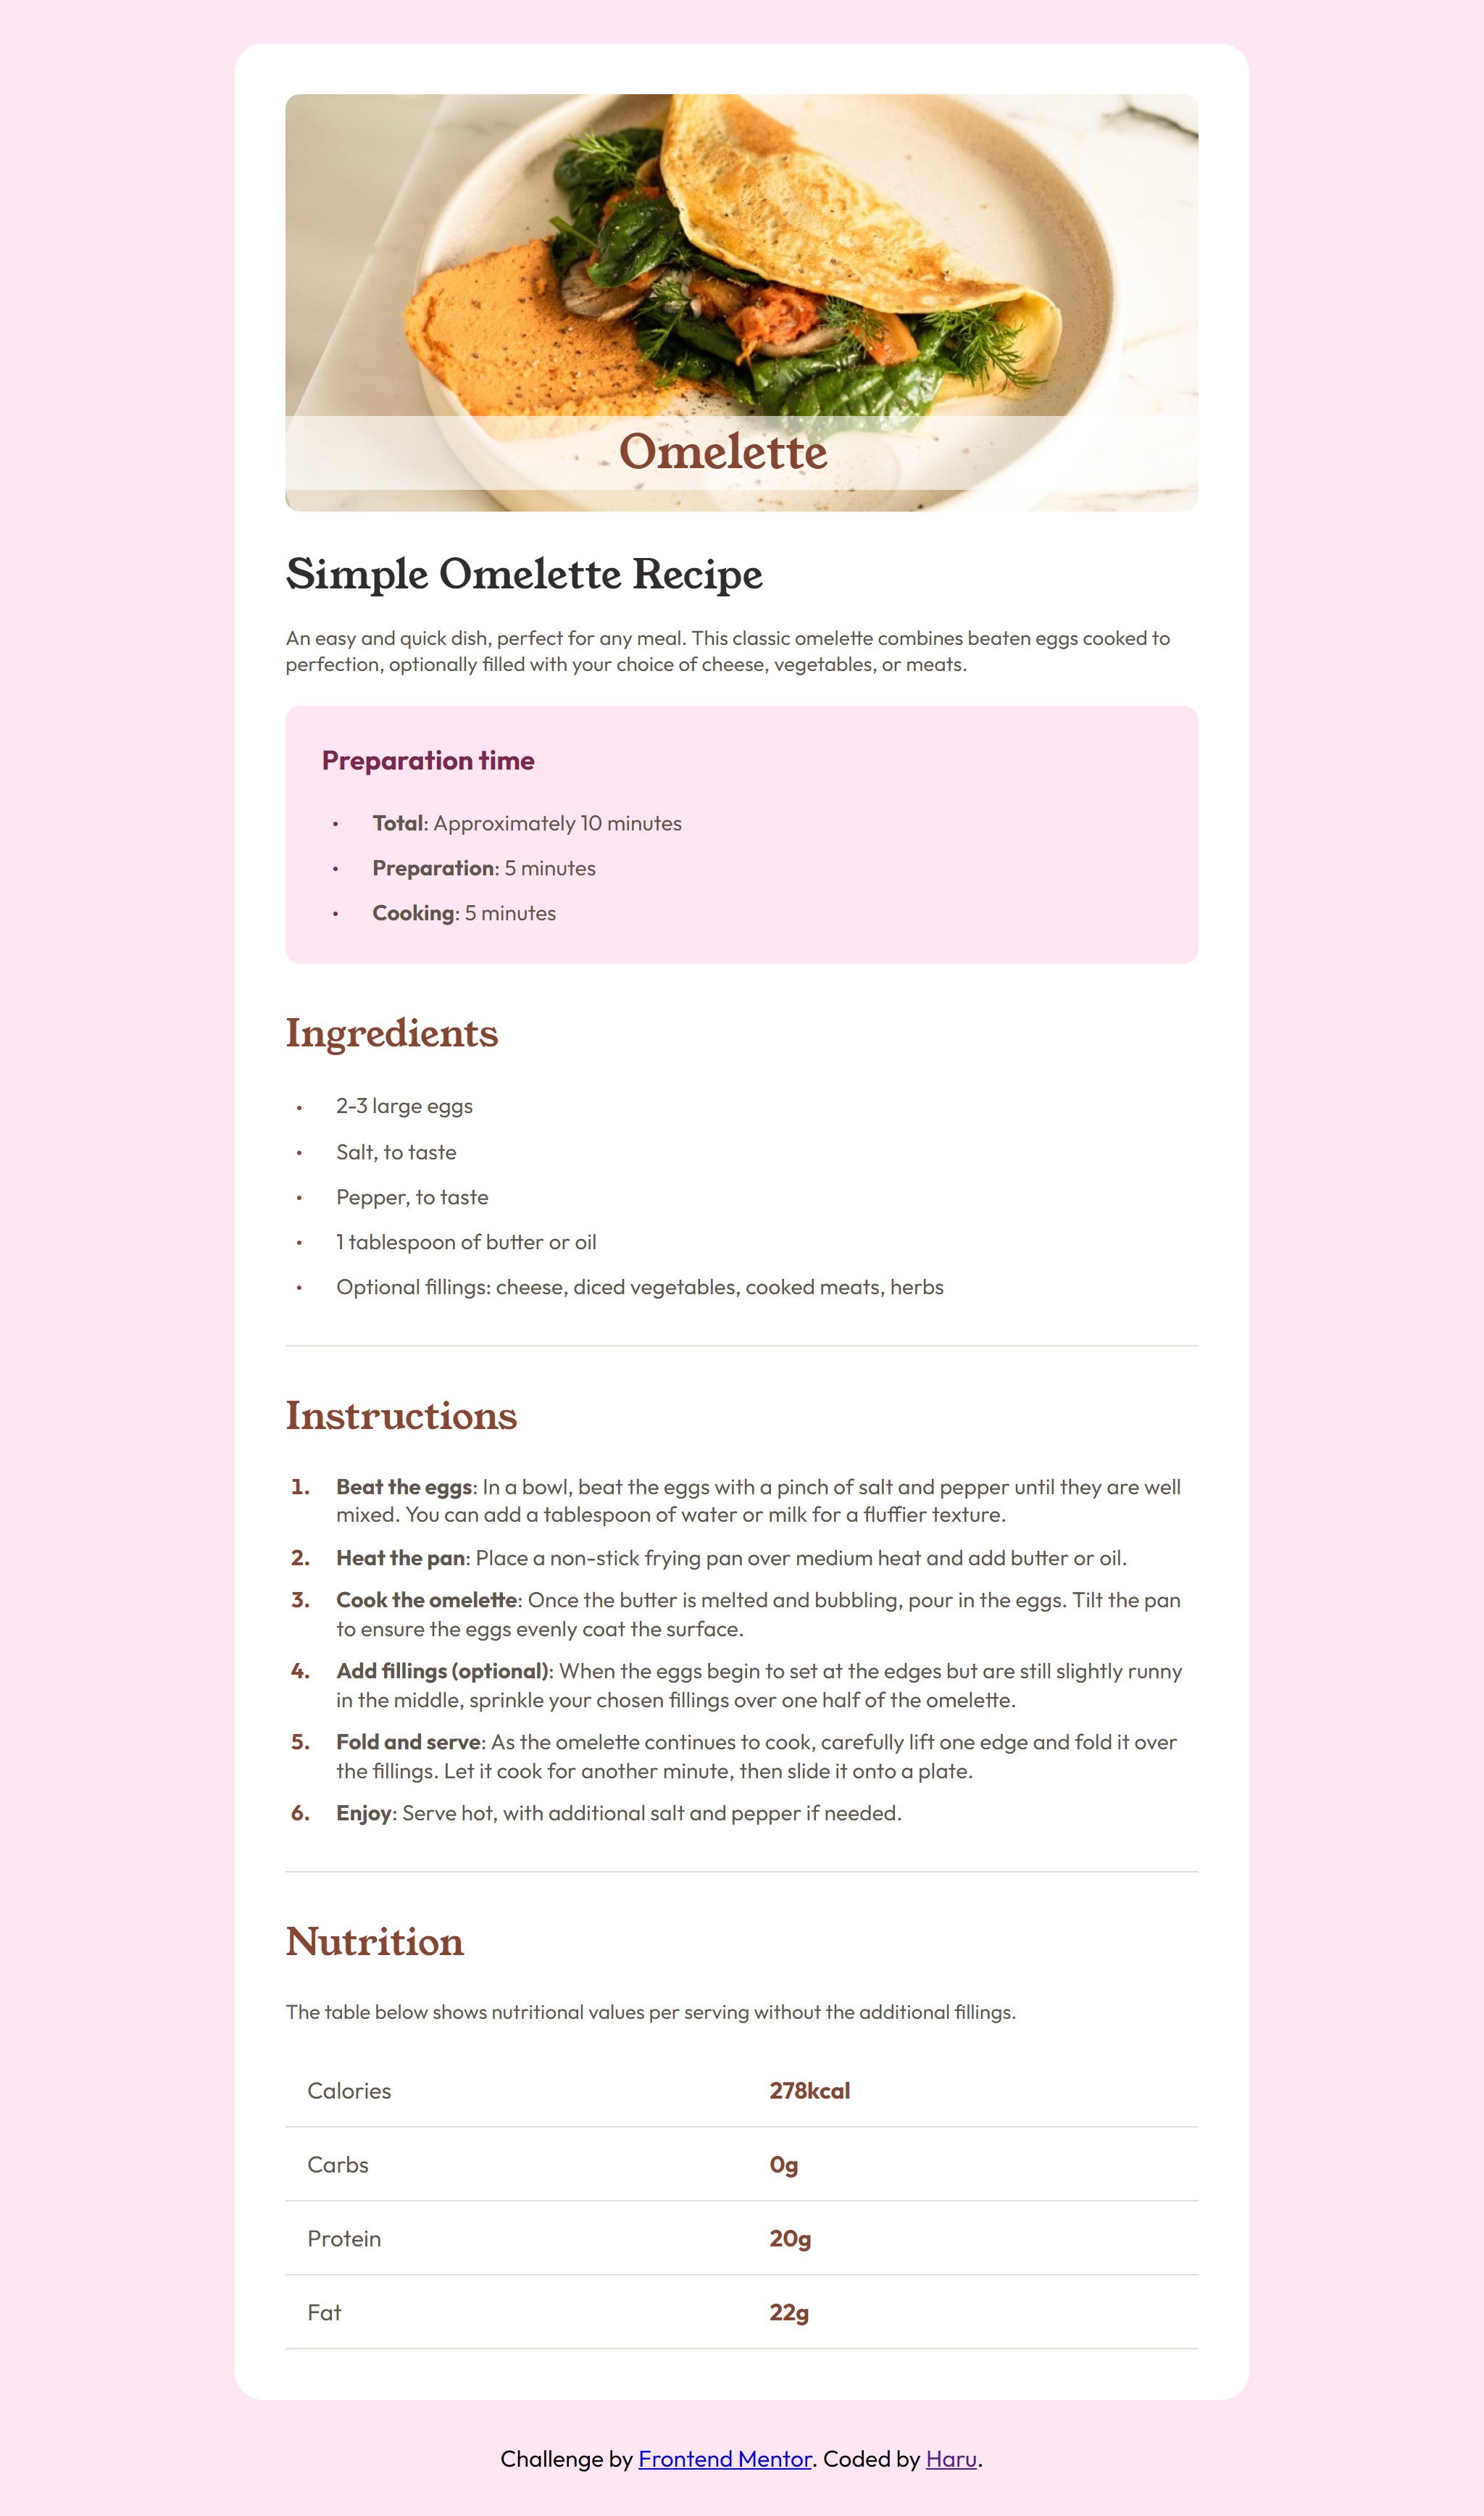 Omelette
Simple Omelette Recipe
An easy and quick dish, perfect for any meal. This classic omelette combines beaten eggs cooked to
perfection, optionally filled with your choice of cheese, vegetables, or meats.
Preparation time
• Total: Approximately 10 minutes
• Preparation: 5 minutes
• Cooking: 5 minutes
Ingredients
• 2-3 large eggs
• Salt, to taste
• Pepper, to taste
• 1 tablespoon of butter or oil
• Optional fillings: cheese, diced vegetables, cooked meats, herbs
Instructions
1. Beat the eggs: In a bowl, beat the eggs with a pinch of salt and pepper until they are well
mixed. You can add a tablespoon of water or milk for a fluffier texture.
2. Heat the pan: Place a non-stick frying pan over medium heat and add butter or oil.
3. Cook the omelette: Once the butter is melted and bubbling, pour in the eggs. Tilt the pan
to ensure the eggs evenly coat the surface.
4. Add fillings (optional): When the eggs begin to set at the edges but are still slightly runny
in the middle, sprinkle your chosen fillings over one half of the omelette.
5. Fold and serve: As the omelette continues to cook, carefully lift one edge and fold it over
the fillings. Let it cook for another minute, then slide it onto a plate.
6. Enjoy: Serve hot, with additional salt and pepper if needed.
Nutrition
The table below shows nutritional values per serving without the additional fillings.
Calories 278kcal
Carbs 0g
Protein 20g
Fat 22g
Challenge by Frontend Mentor. Coded by Haru.